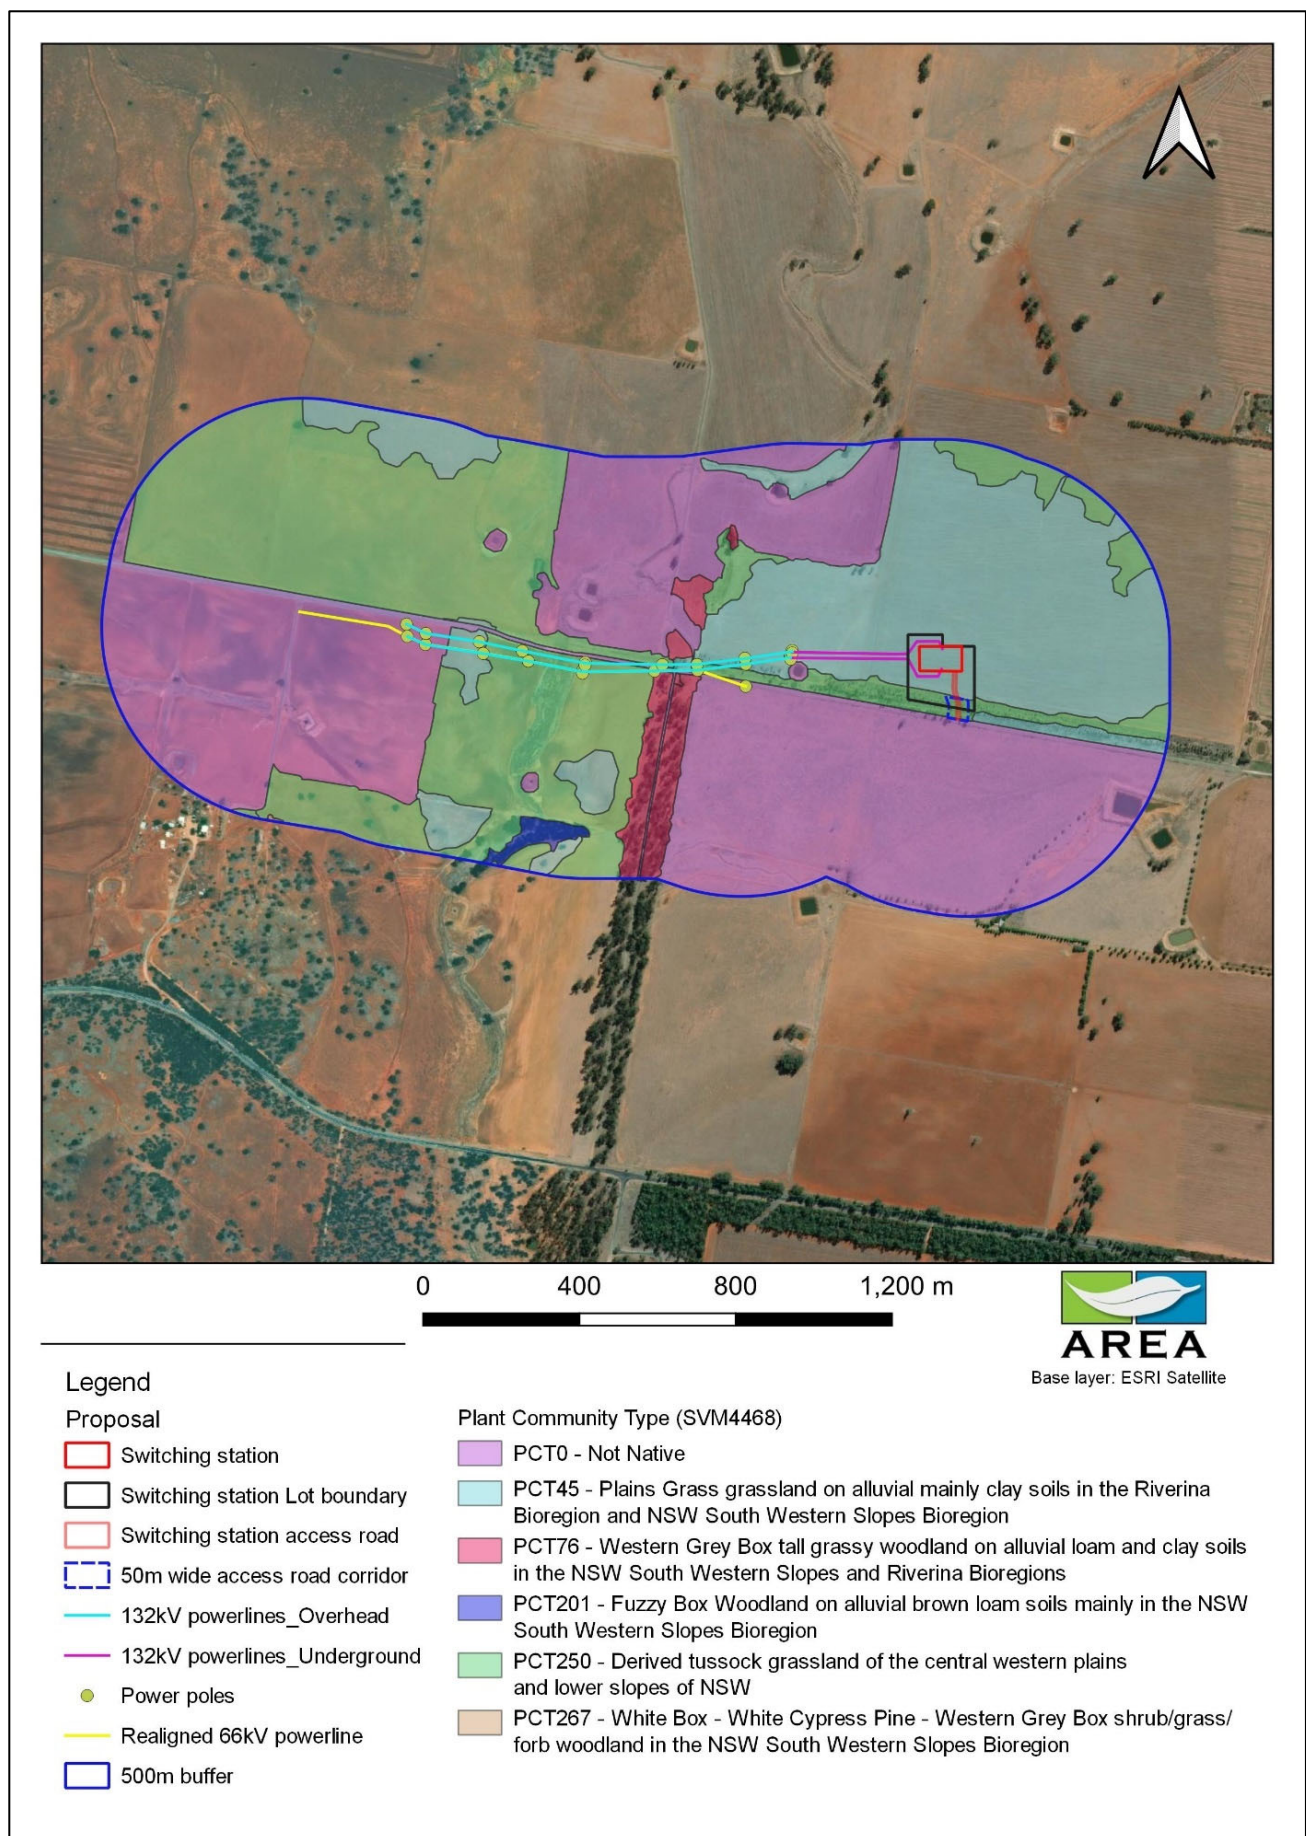 0 400 800 1,200 m
AREA
Base layer: ESRI Satellite
Legend
Proposal
Switching station
Switching station Lot boundary
Switching station access road
50m wide access road corridor
132kV powerlines_Overhead
132kV powerlines_Underground
Power poles
Realigned 66kV powerline
500m buffer
Plant Community Type (SVM4468)
PCT0 - Not Native
PCT45 - Plains Grass grassland on alluvial mainly clay soils in the Riverina
Bioregion and NSW South Western Slopes Bioregion
PCT76 - Western Grey Box tall grassy woodland on alluvial loam and clay soils
in the NSW South Western Slopes and Riverina Bioregions
PCT201 - Fuzzy Box Woodland on alluvial brown loam soils mainly in the NSW
South Western Slopes Bioregion
PCT250 - Derived tussock grassland of the central western plains
and lower slopes of NSW
PCT267 - White Box - White Cypress Pine - Western Grey Box shrub/grass/
forb woodland in the NSW South Western Slopes Bioregion